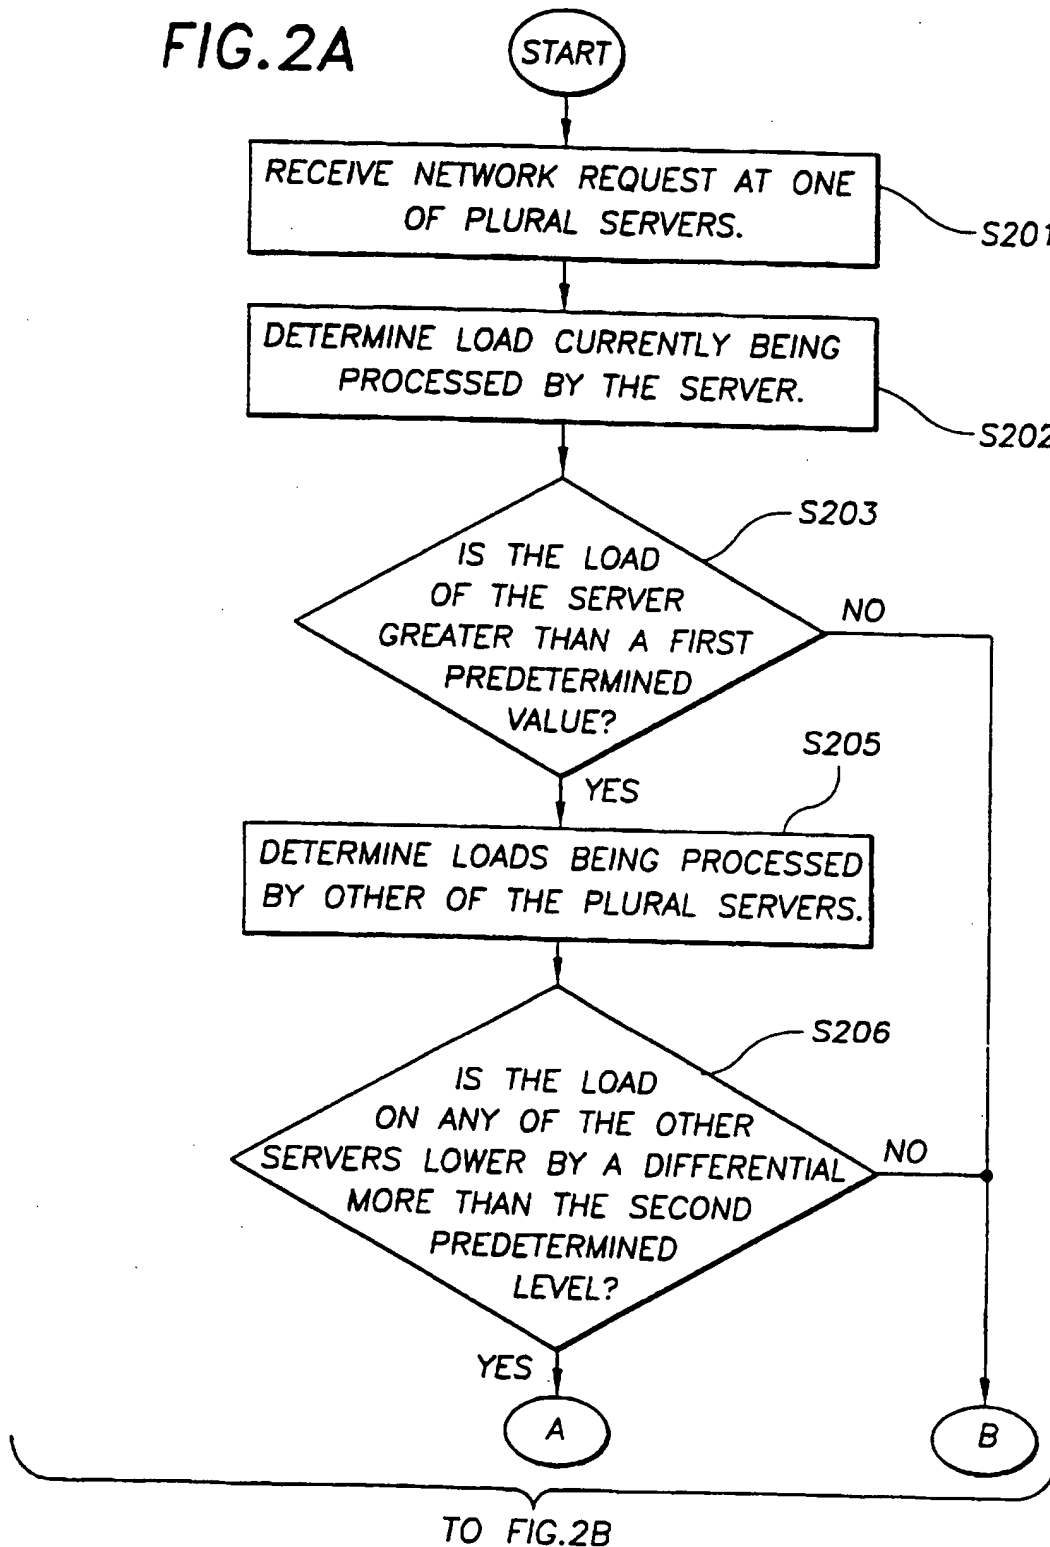 FIG.2A
START
RECEIVE NETWORK REQUEST AT ONE
OF PLURAL SERVERS.
S201
DETERMINE LOAD CURRENTLY BEING
PROCESSED BY THE SERVER.
S202
S203
IS THE LOAD
OF THE SERVER
GREATER THAN A FIRST
PREDETERMINED
VALUE?
NO
YES
S205
DETERMINE LOADS BEING PROCESSED
BY OTHER OF THE PLURAL SERVERS.
S206
IS THE LOAD
ON ANY OF THE OTHER
SERVERS LOWER BY A DIFFERENTIAL
MORE THAN THE SECOND
PREDETERMINED
LEVEL?
NO
YES
A
B
TO FIG.2B